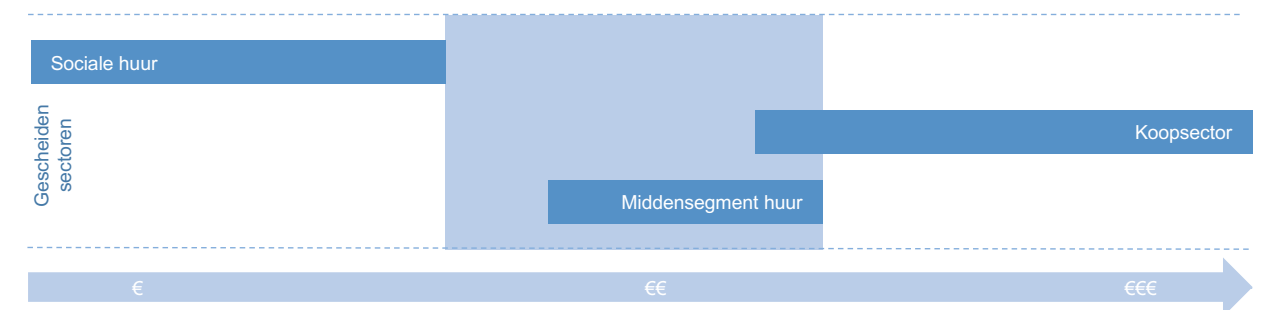 Sociale huur
Gescheiden
sectoren
Koopsector
Middensegment huur
€
€€
€€€